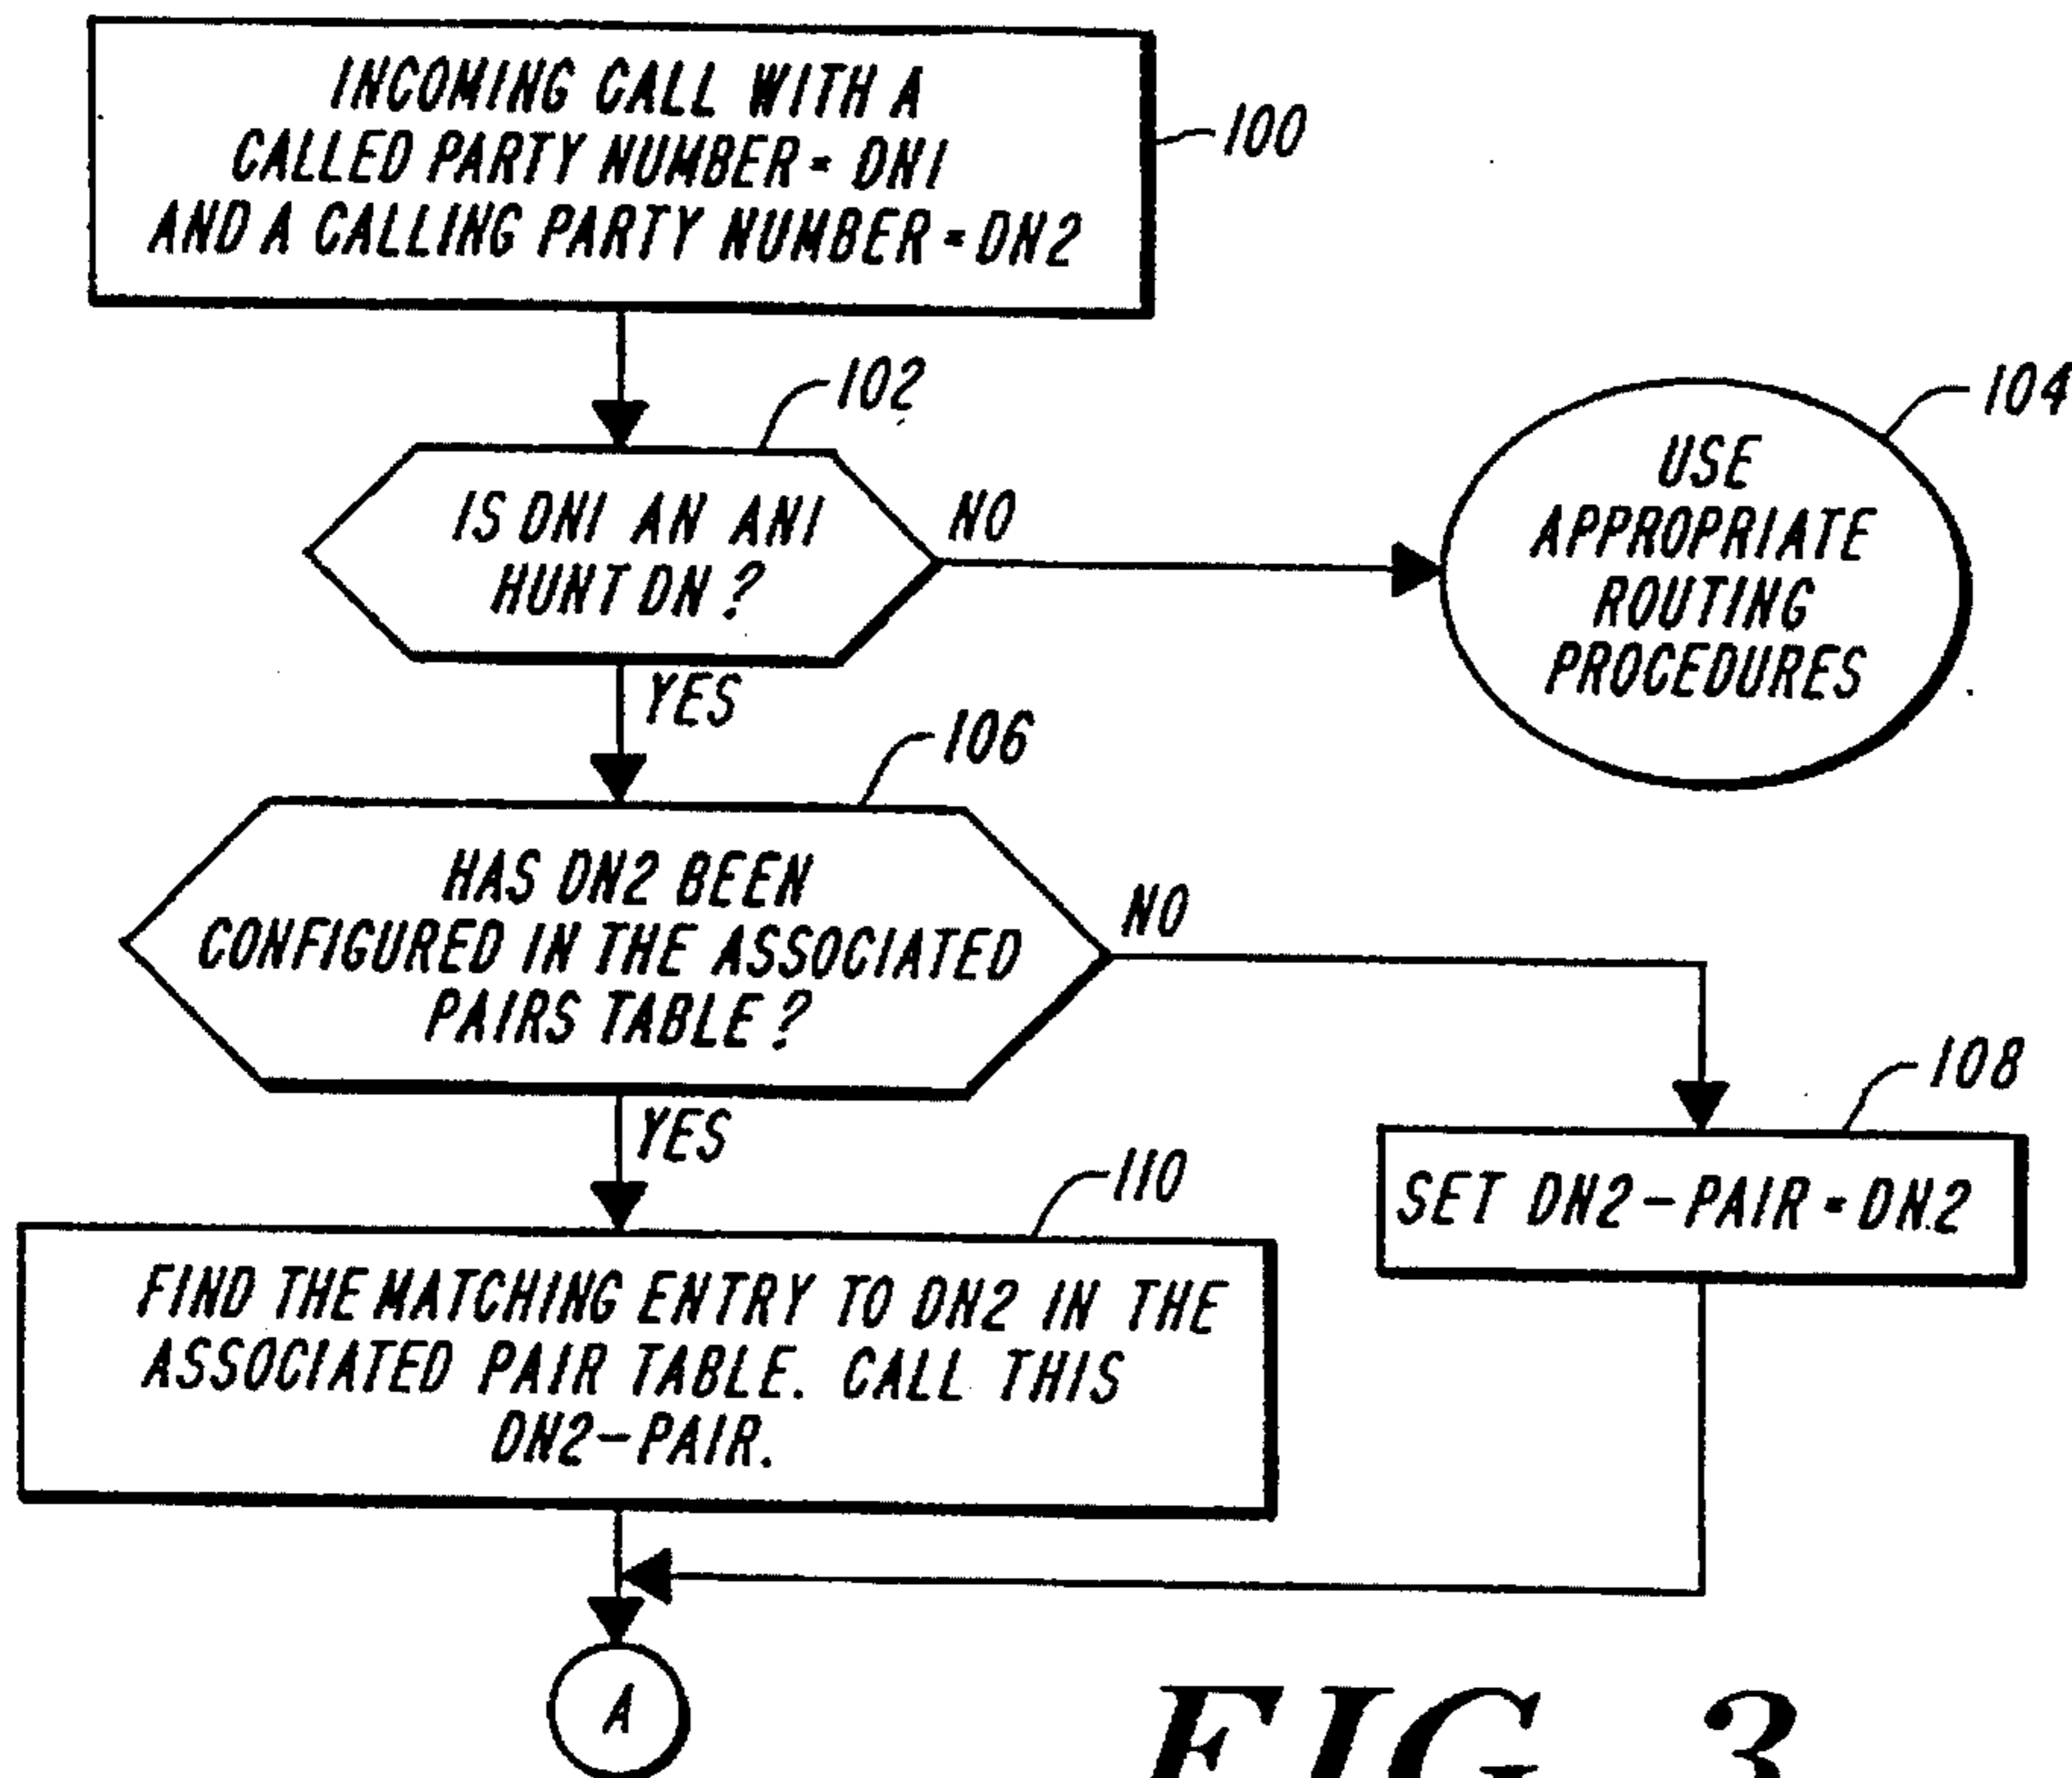 INCOMING CALL WITH A
CALLED PARTY NUMBER = DN1
AND A CALLING PARTY NUMBER = DN2
100
102
104
IS DN1 AN ANI
HUNT DN ?
NO
USE
APPROPRIATE
ROUTING
PROCEDURES
YES
106
HAS DN2 BEEN
CONFIGURED IN THE ASSOCIATED
PAIRS TABLE ?
NO
108
YES
SET DN2-PAIR = DN2
110
FIND THE MATCHING ENTRY TO DN2 IN THE
ASSOCIATED PAIR TABLE. CALL THIS
DN2-PAIR.
A
FIG. 3